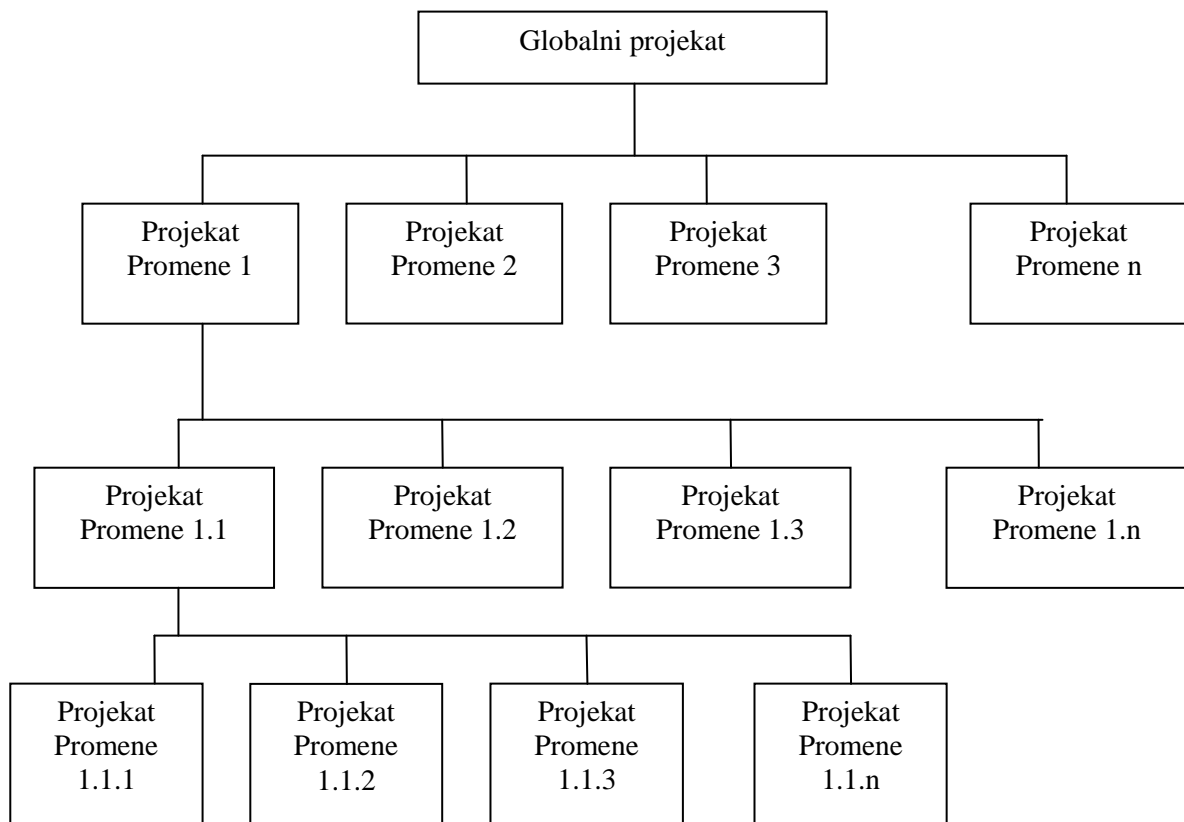 Globalni projekat
Projekat
Promene 1
Projekat
Promene 2
Projekat
Promene 3
Projekat
Promene n
Projekat
Promene 1.1
Projekat
Promene 1.2
Projekat
Promene 1.3
Projekat
Promene 1.n
Projekat
Promene
1.1.1
Projekat
Promene
1.1.2
Projekat
Promene
1.1.3
Projekat
Promene
1.1.n